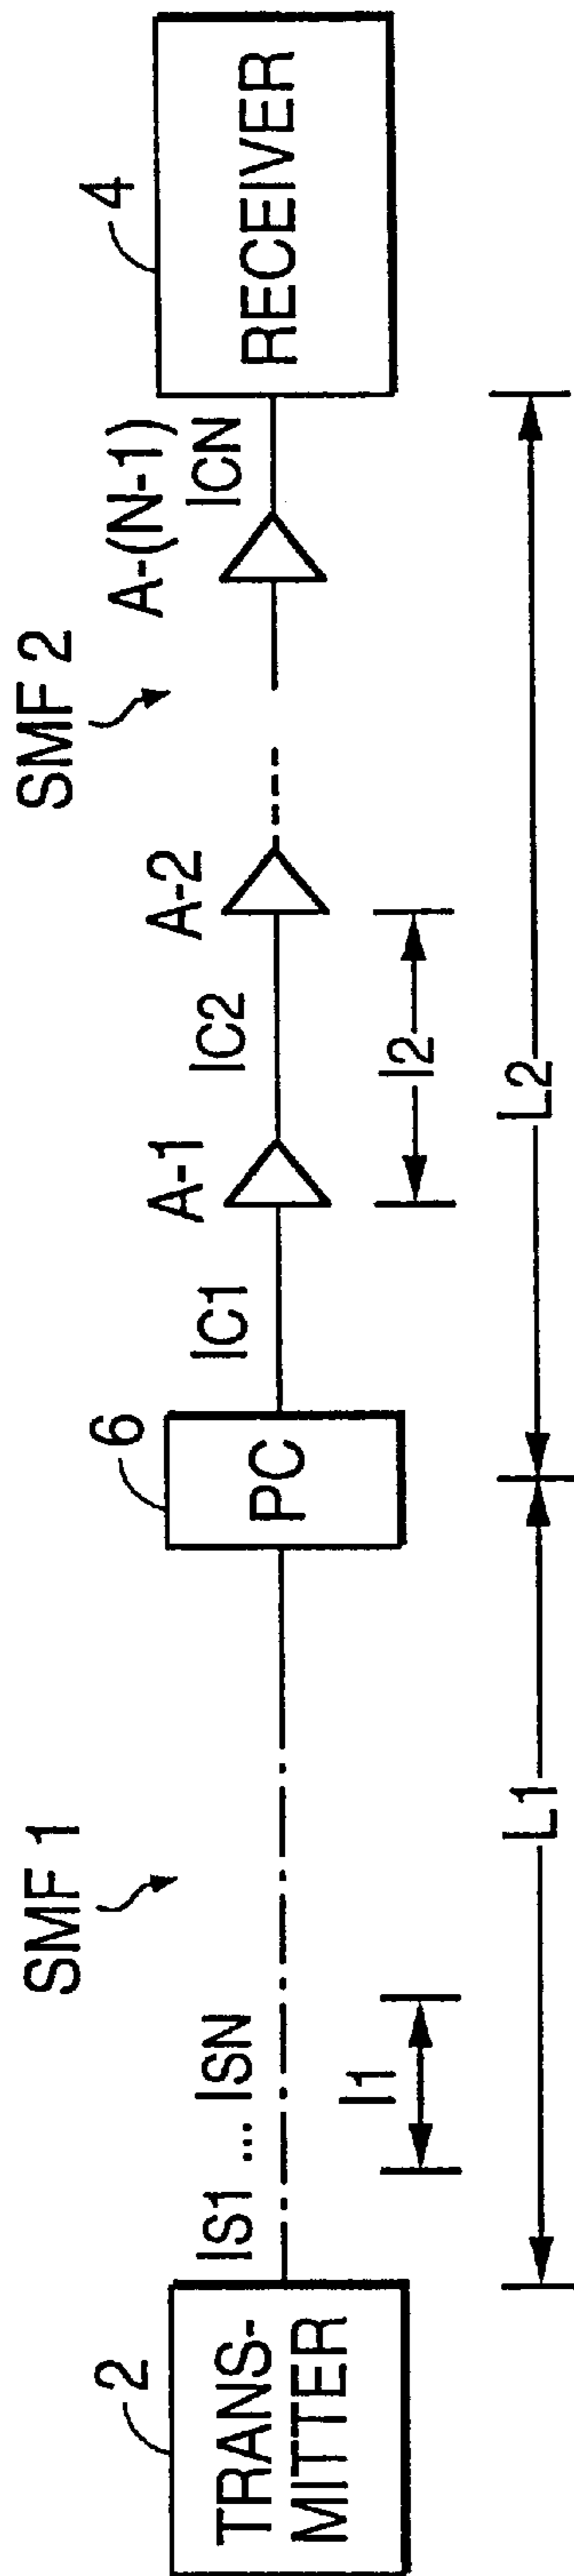 SMF 1
SMF 2
2
TRANS-
MITTER
IS1 ... ISN
6
PC
IC1
A-1
IC2
A-2
A-(N-1)
ICN
4
RECEIVER
l1
l2
L1
L2